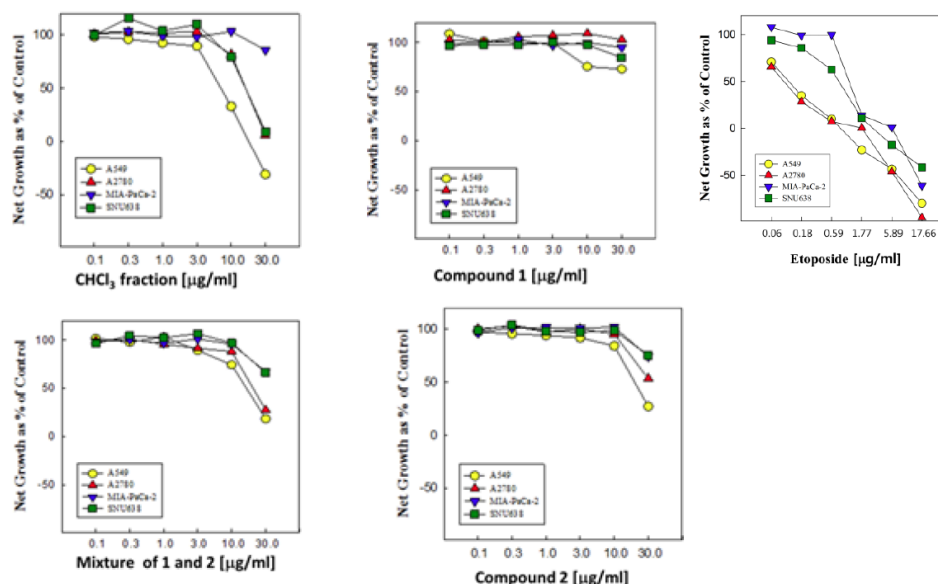 Net Growth as % of Control
100
50
0
-50
A549
A2780
MIA-PaCa-2
SNU638
0.1 0.3 1.0 3.0 10.0 30.0
CHCl₃ fraction [µg/ml]
Net Growth as % of Control
100
50
0
-50
A549
A2780
MIA-PaCa-2
SNU638
0.1 0.3 1.0 3.0 10.0 30.0
Compound 1 [µg/ml]
Net Growth as % of Control
100
50
0
-50
A549
A2780
MIA-PaCa-2
SNU638
0.06 0.18 0.59 1.77 5.89 17.66
Etoposide [µg/ml]
Net Growth as % of Control
100
50
0
-50
A549
A2780
MIA-PaCa-2
SNU638
0.1 0.3 1.0 3.0 10.0 30.0
Mixture of 1 and 2 [µg/ml]
Net Growth as % of Control
100
50
0
-50
A549
A2780
MIA-PaCa-2
SNU638
0.1 0.3 1.0 3.0 10.0 30.0
Compound 2 [µg/ml]